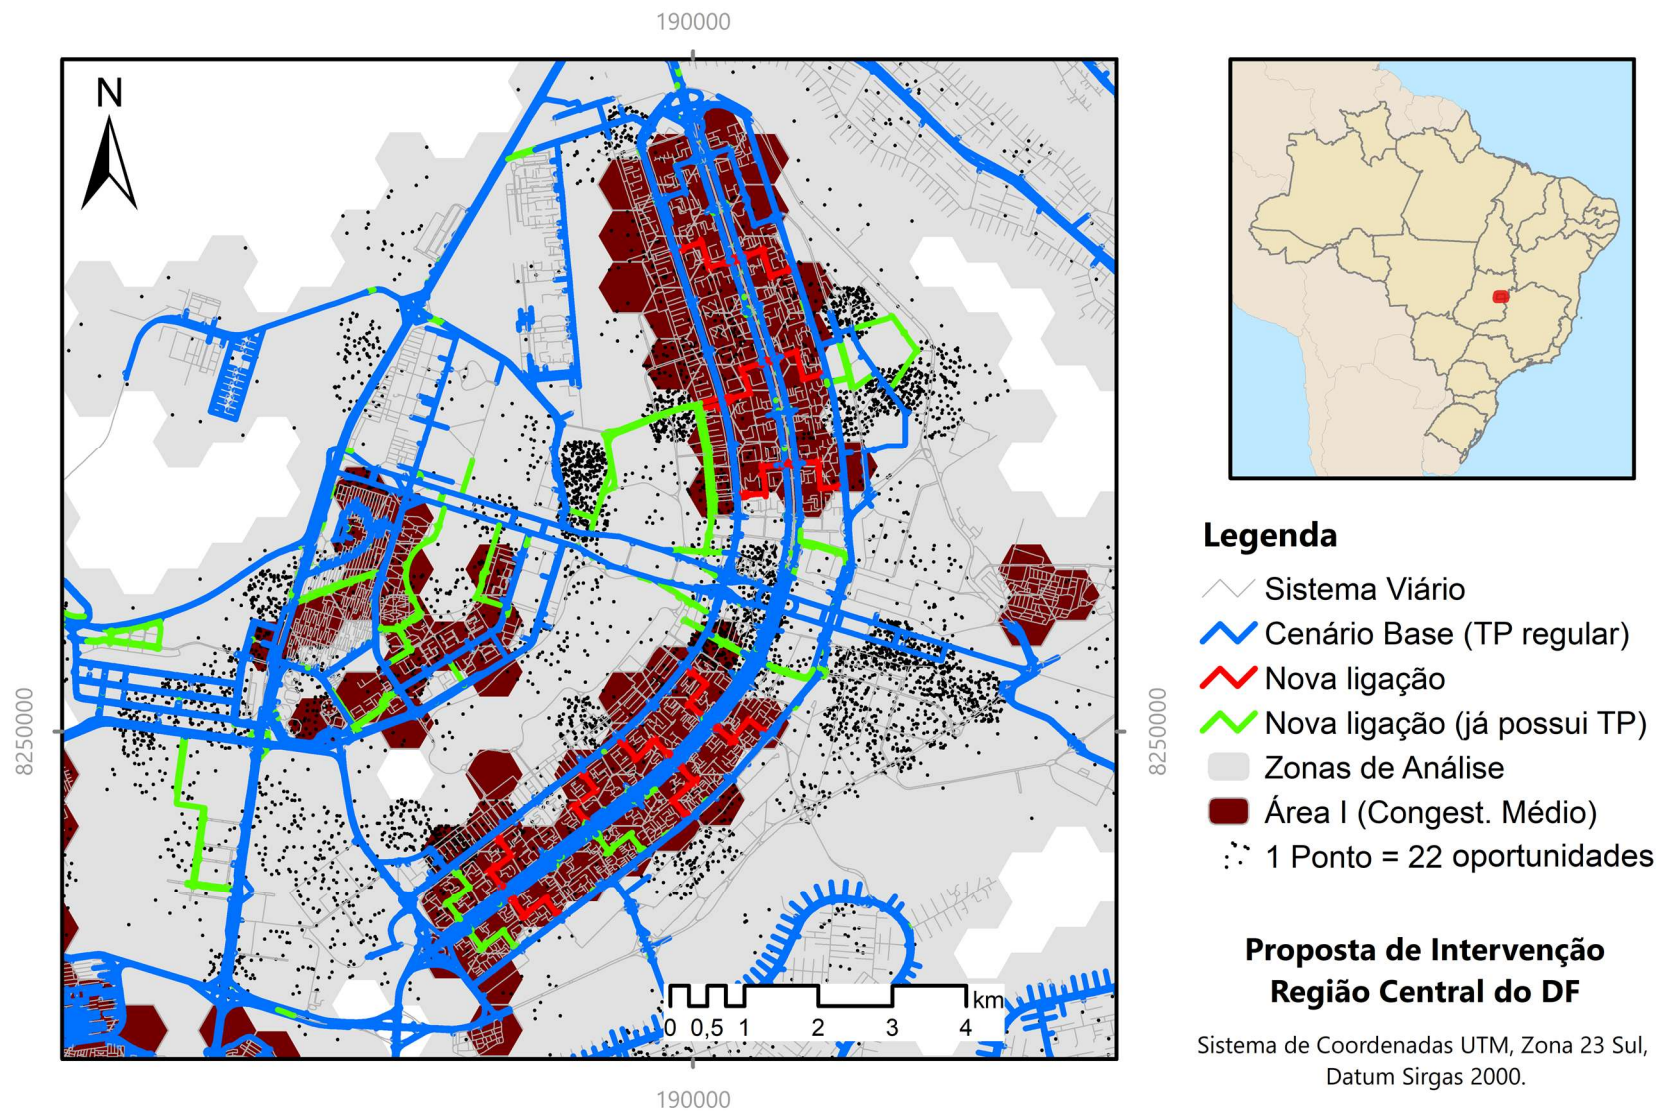 190000
N
8250000
8250000
0 0,5 1 2 3 4 km
190000
Legenda
Sistema Viário
Cenário Base (TP regular)
Nova ligação
Nova ligação (já possui TP)
Zonas de Análise
Área I (Congest. Médio)
1 Ponto = 22 oportunidades
Proposta de Intervenção
Região Central do DF
Sistema de Coordenadas UTM, Zona 23 Sul,
Datum Sirgas 2000.